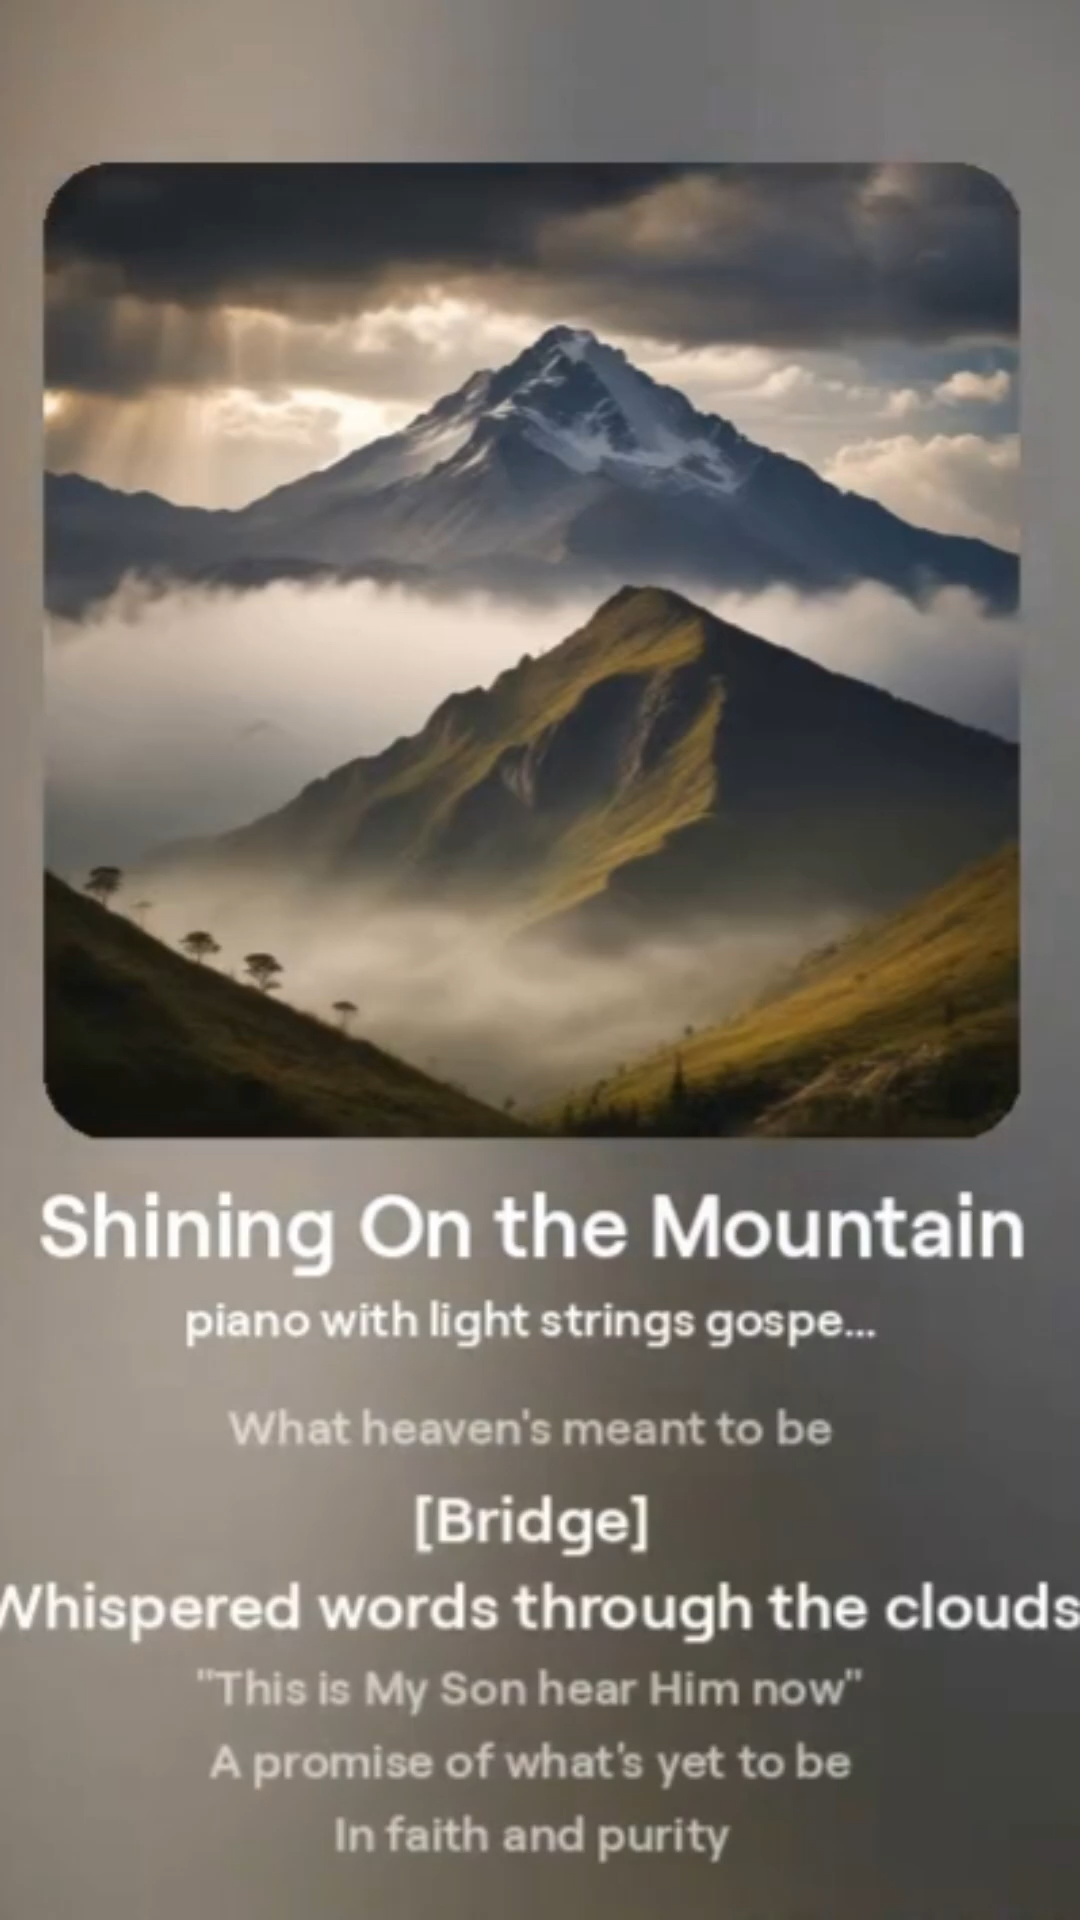 Shining On the Mountain
piano with light strings gospe...
What heaven's meant to be
[Bridge]
Whispered words through the clouds
"This is My Son hear Him now"
A promise of what's yet to be
In faith and purity